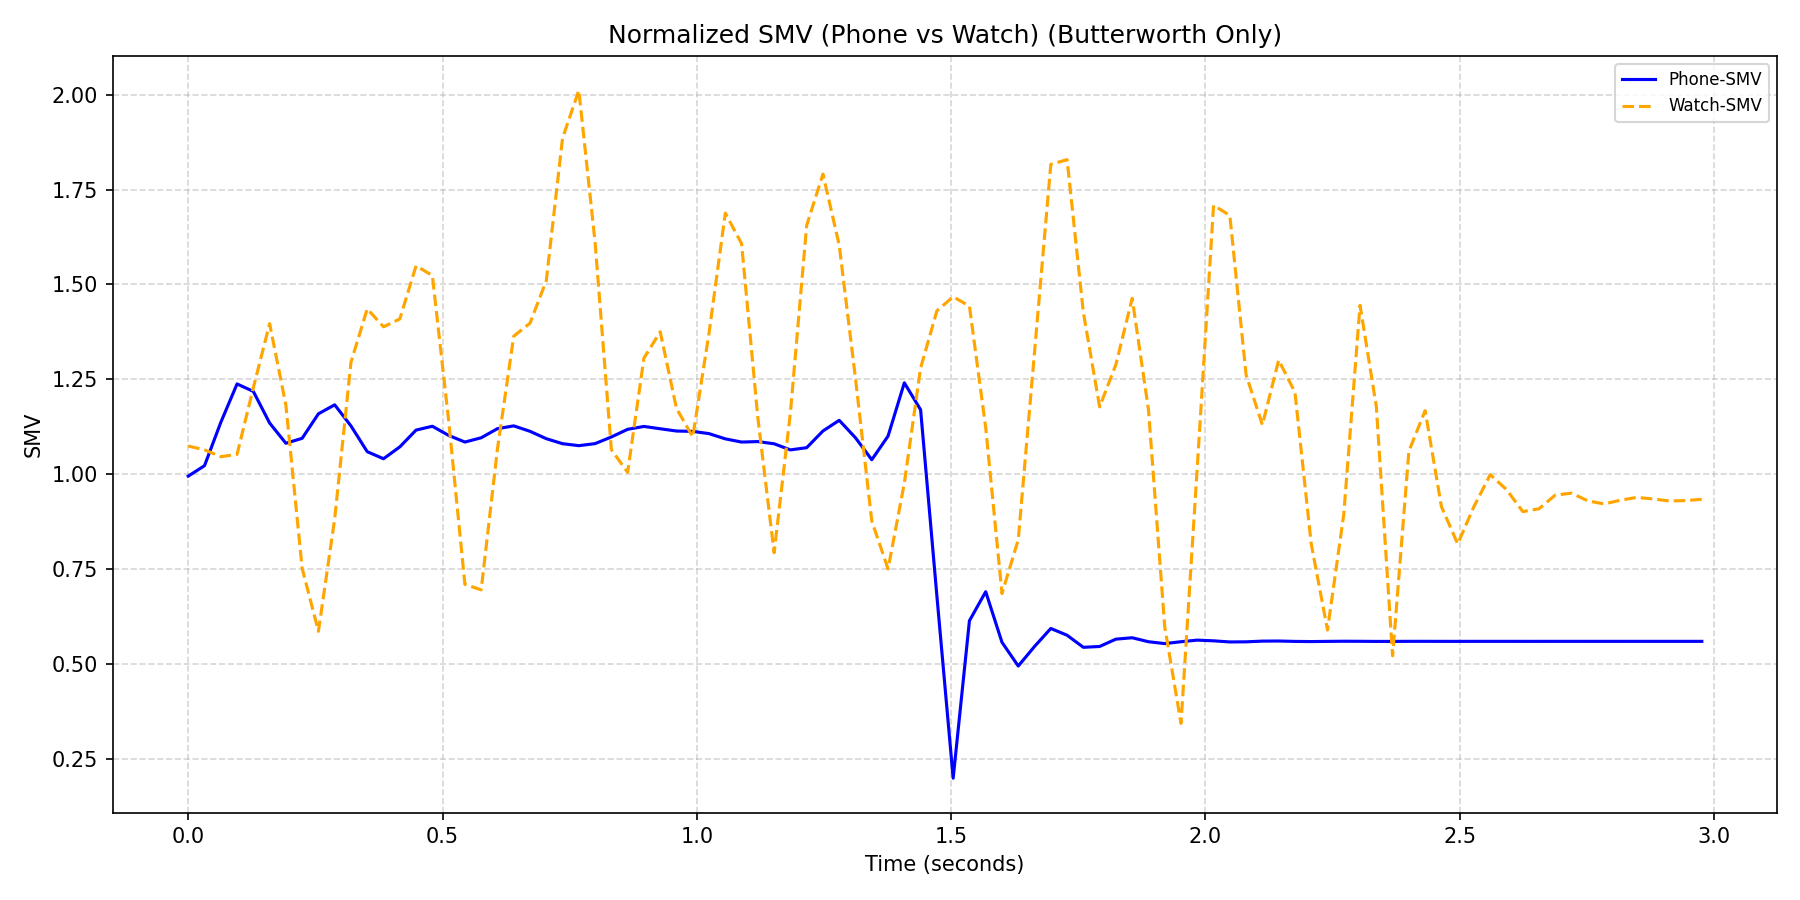 Normalized SMV (Phone vs Watch) (Butterworth Only)
Phone-SMV
Watch-SMV
2.00
1.75
1.50
1.25
1.00
0.75
0.50
0.25
SMV
0.0 0.5 1.0 1.5 2.0 2.5 3.0
Time (seconds)